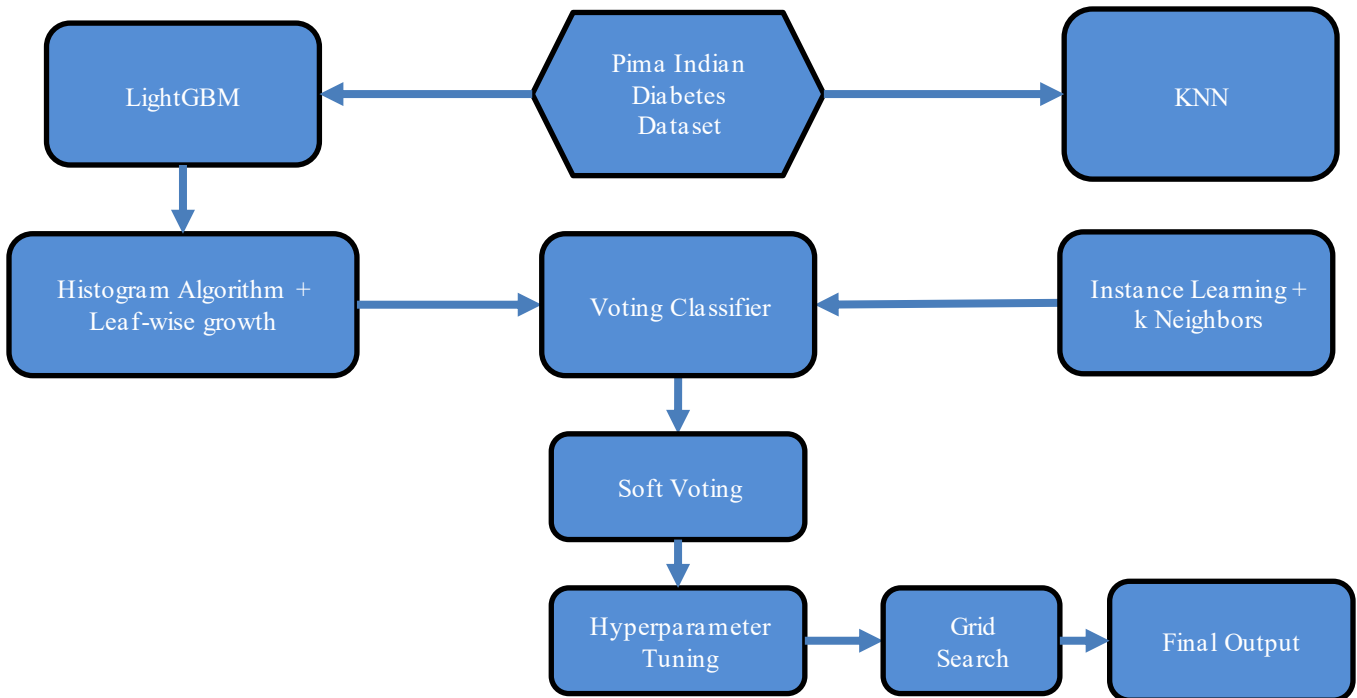 LightGBM
Pima Indian
Diabetes
Dataset
KNN
Histogram Algorithm +
Leaf-wise growth
Voting Classifier
Instance Learning +
k Neighbors
Soft Voting
Hyperparameter
Tuning
Grid
Search
Final Output